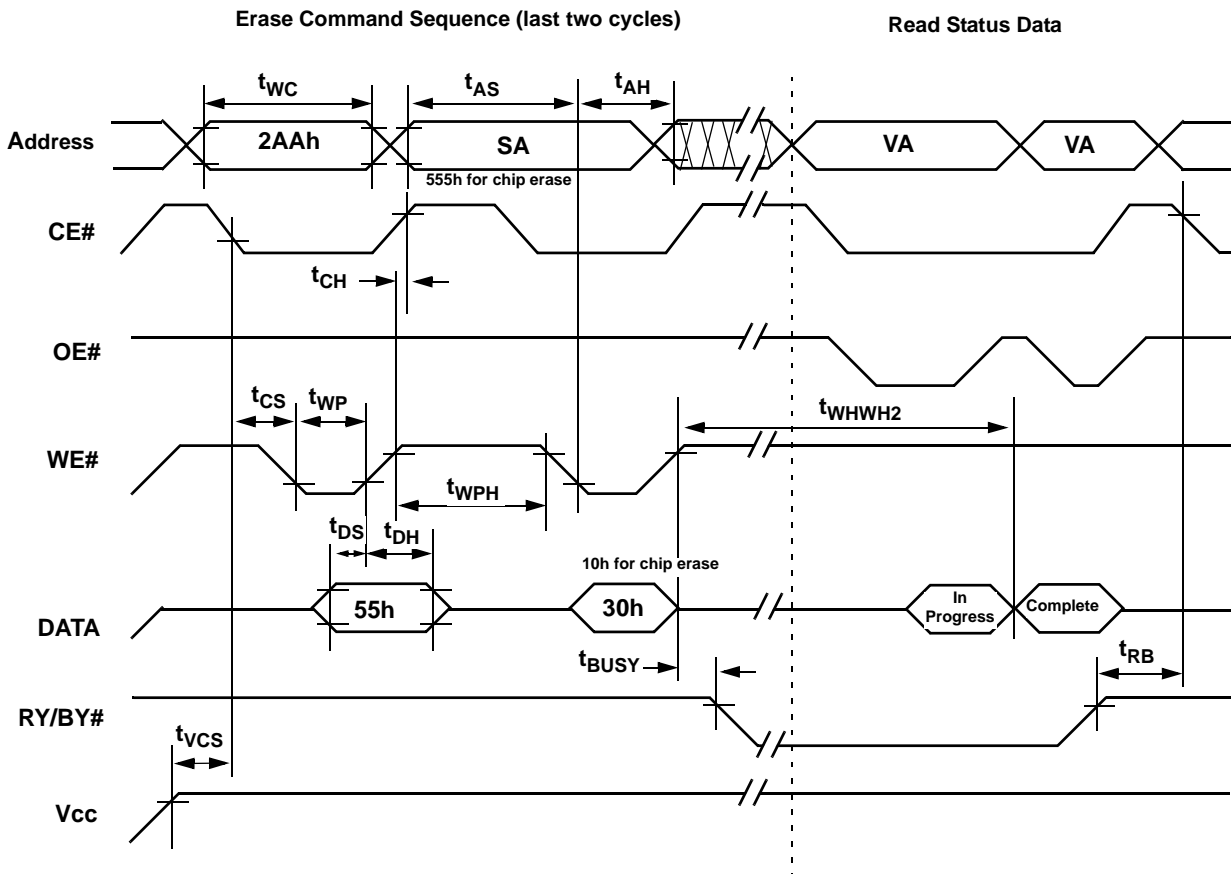 Erase Command Sequence (last two cycles)
Read Status Data
tWC
tAS
tAH
Address
2AAh
SA
VA
VA
555h for chip erase
CE#
tCH
OE#
tCS
tWP
tWHWH2
WE#
tWPH
tDS
tDH
10h for chip erase
DATA
55h
30h
In
Progress
Complete
tBUSY
tRB
RY/BY#
tVCS
Vcc